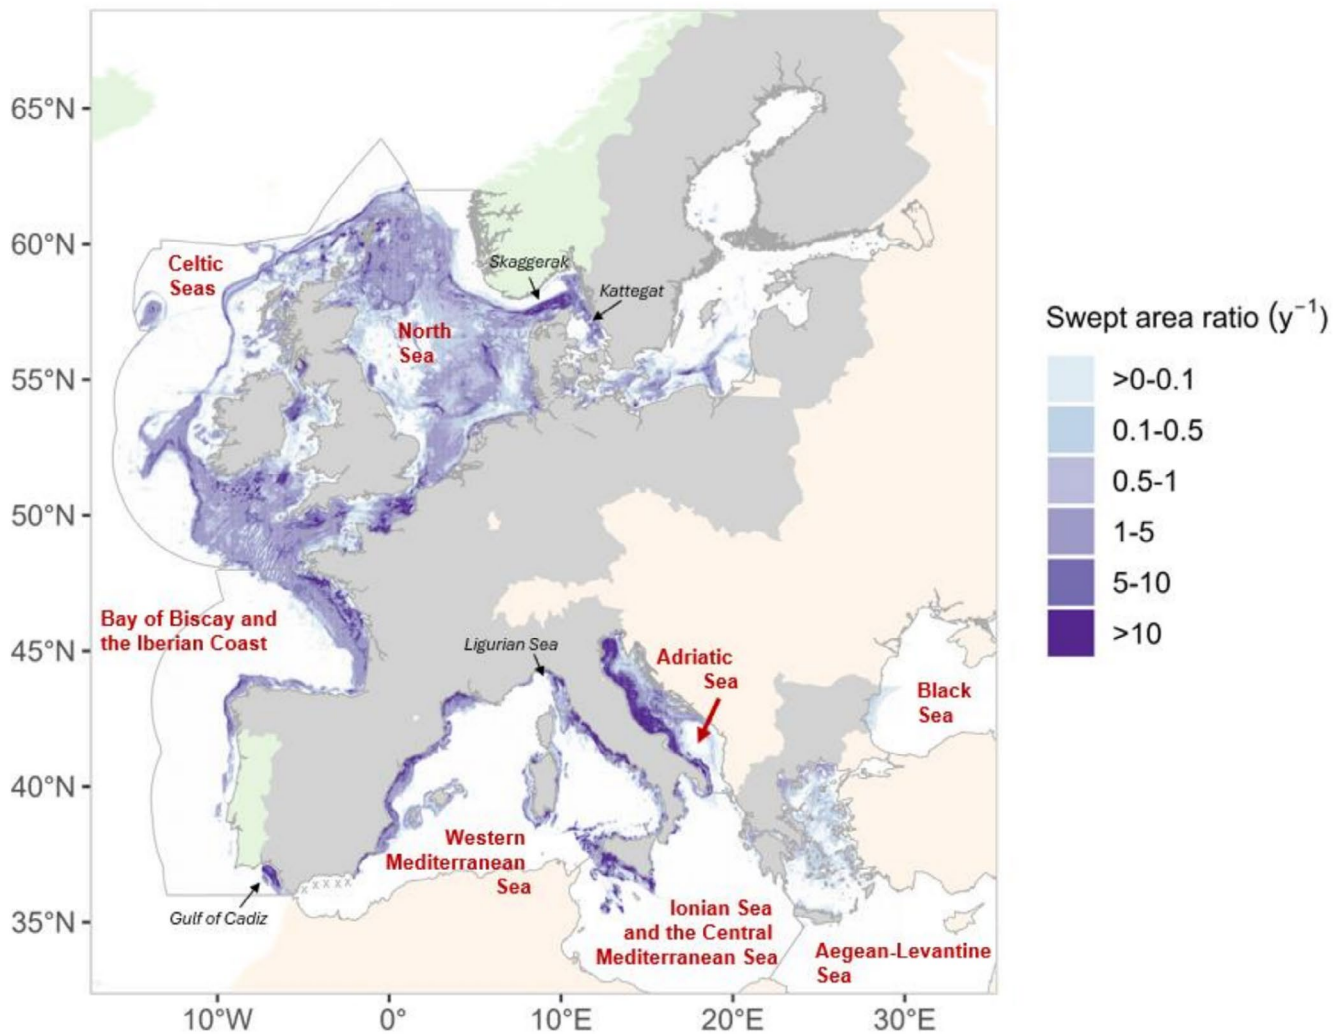 65°N
60°N
55°N
50°N
45°N
40°N
35°N
10°W
0°
10°E
20°E
30°E
Celtic
Seas
Skaggerak
Kattegat
North
Sea
Bay of Biscay and
the Iberian Coast
Ligurian Sea
Adriatic
Sea
Black
Sea
Western
Mediterranean
Sea
x x x x x
Gulf of Cadiz
Ionian Sea
and the Central
Mediterranean Sea
Aegean-Levantine
Sea
Swept area ratio (y⁻¹)
>0-0.1
0.1-0.5
0.5-1
1-5
5-10
>10